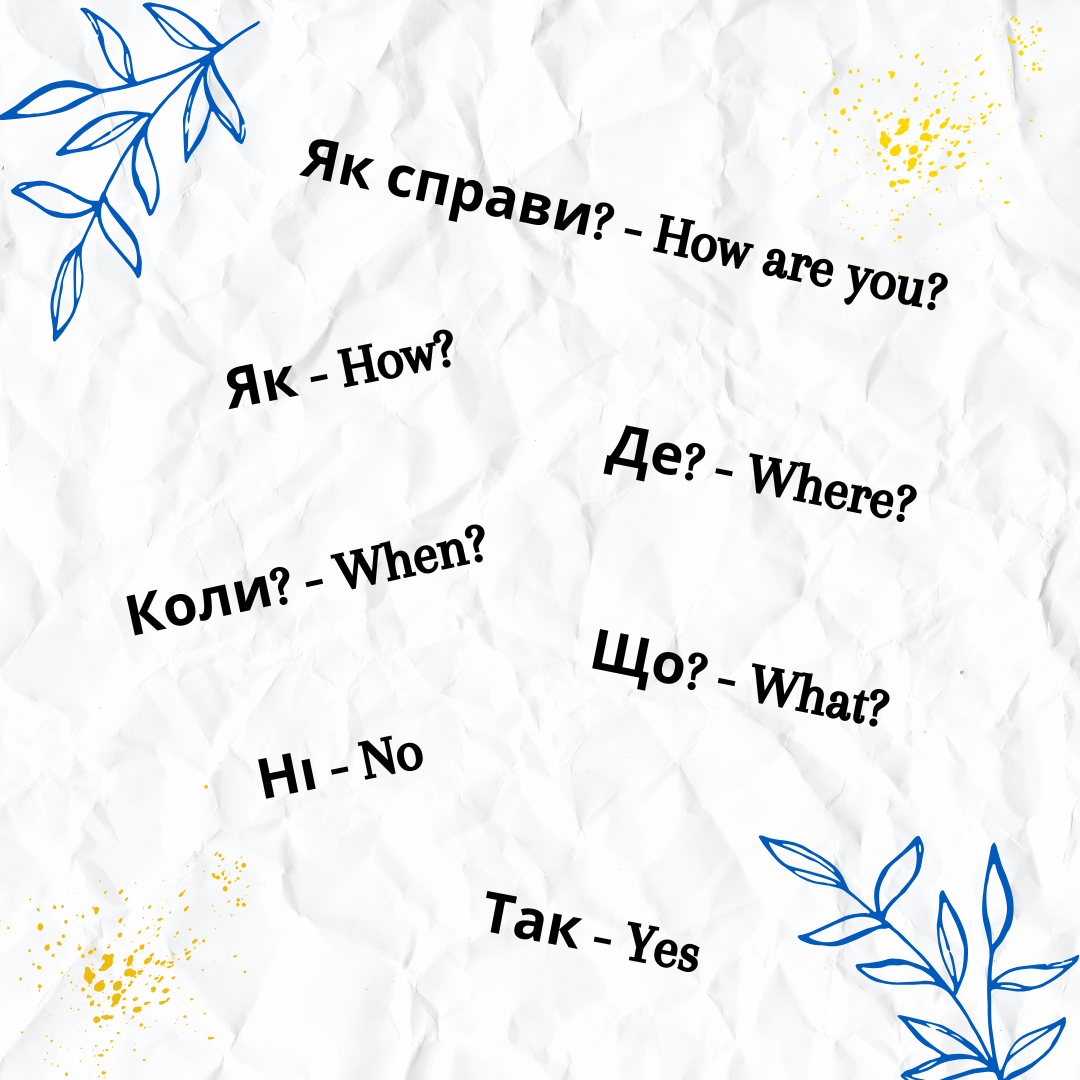 Як справи? - How are you?
Як - How?
Де? - Where?
Коли? - When?
Що? - What?
Ні - No
Так - Yes